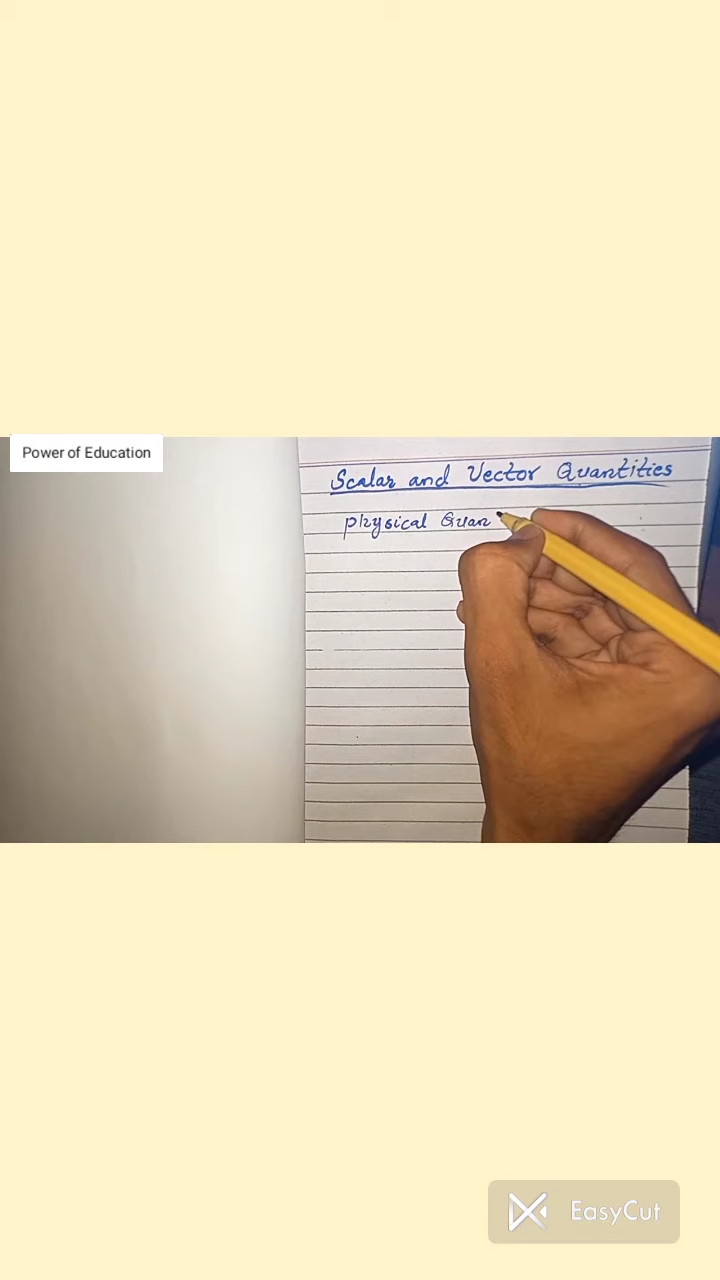 Power of Education
Scalar and Vector Quantities
Physical Quan
EasyCut